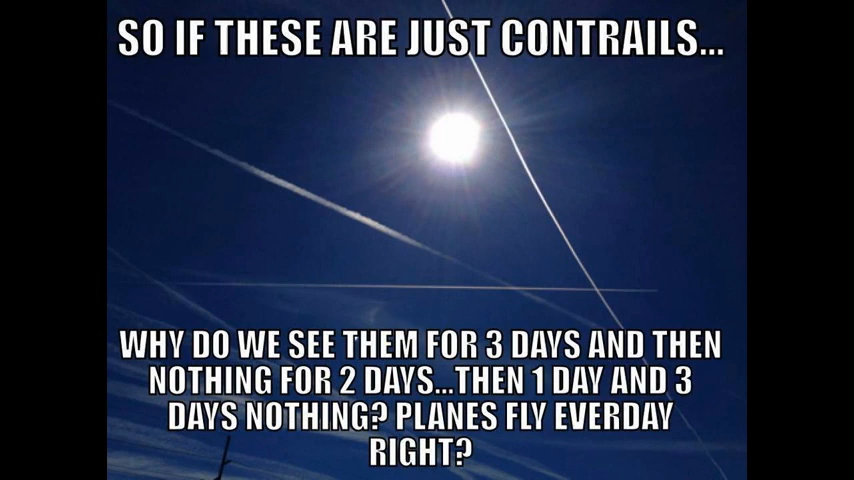 SO IF THESE ARE JUST CONTRAILS...
WHY DO WE SEE THEM FOR 3 DAYS AND THEN
NOTHING FOR 2 DAYS...THEN 1 DAY AND 3
DAYS NOTHING? PLANES FLY EVERDAY
RIGHT?